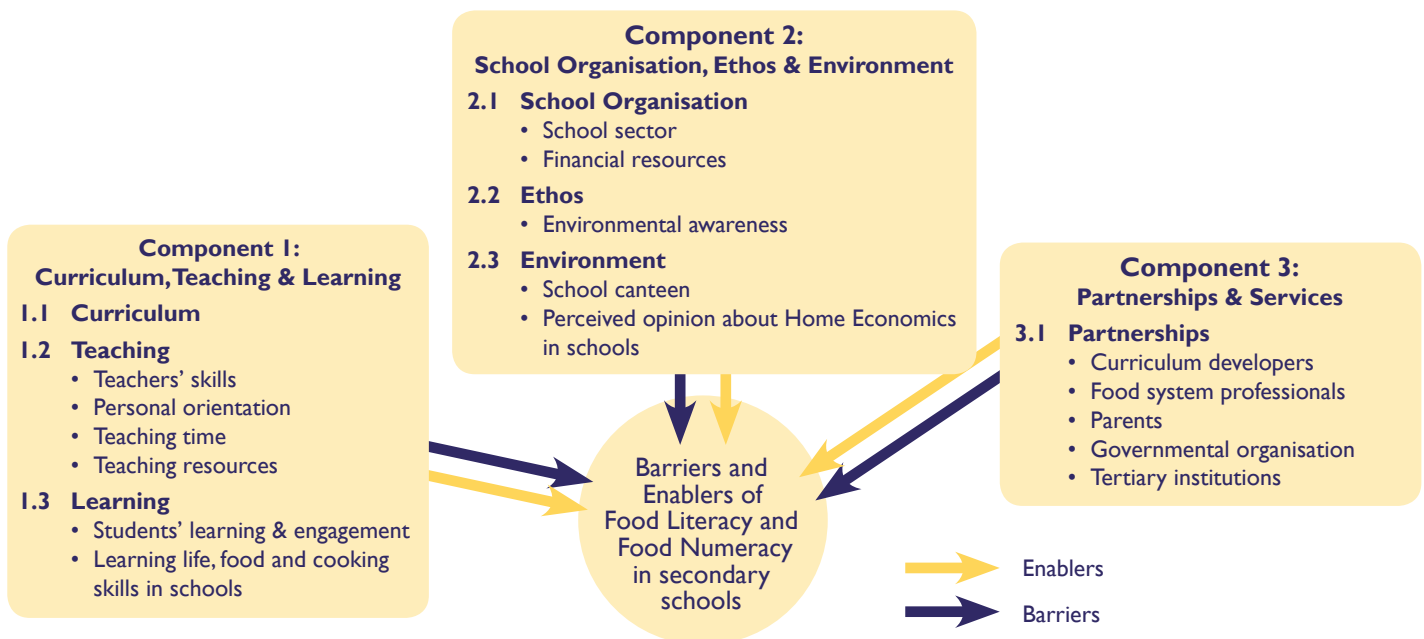 Component 1:
Curriculum, Teaching & Learning
1.1 Curriculum
1.2 Teaching
• Teachers’ skills
• Personal orientation
• Teaching time
• Teaching resources
1.3 Learning
• Students’ learning & engagement
• Learning life, food and cooking
skills in schools
Component 2:
School Organisation, Ethos & Environment
2.1 School Organisation
• School sector
• Financial resources
2.2 Ethos
• Environmental awareness
2.3 Environment
• School canteen
• Perceived opinion about Home Economics
in schools
Component 3:
Partnerships & Services
3.1 Partnerships
• Curriculum developers
• Food system professionals
• Parents
• Governmental organisation
• Tertiary institutions
Barriers and
Enablers of
Food Literacy and
Food Numeracy
in secondary
schools
Enablers
Barriers